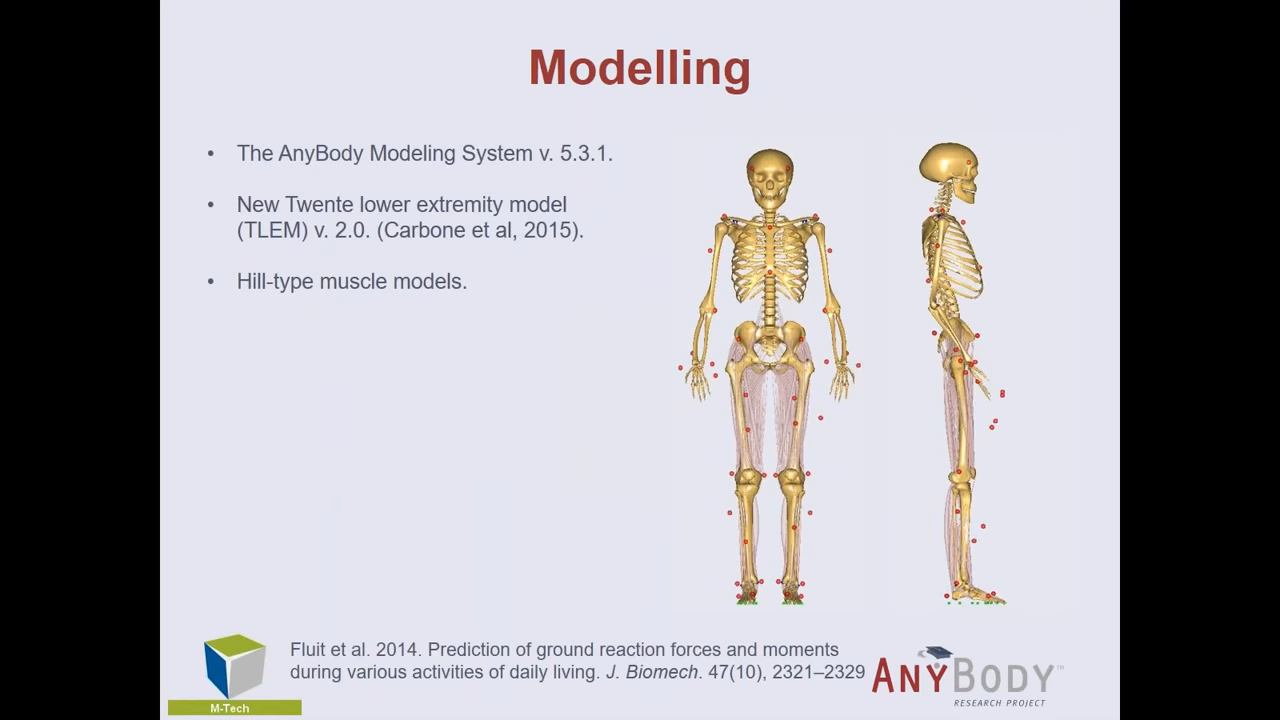 Modelling
• The AnyBody Modeling System v. 5.3.1.
• New Twente lower extremity model
(TLEM) v. 2.0. (Carbone et al, 2015).
• Hill-type muscle models.
Fluit et al. 2014. Prediction of ground reaction forces and moments
during various activities of daily living. J. Biomech. 47(10), 2321–2329
M-Tech
ANYBODY™
RESEARCH PROJECT